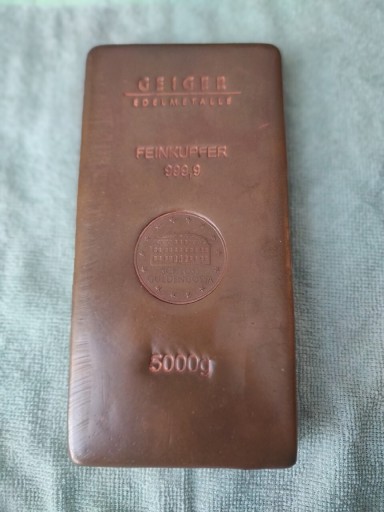 GEIGER
EDELMETALLE
FEINKUPFER
999,9
5000g